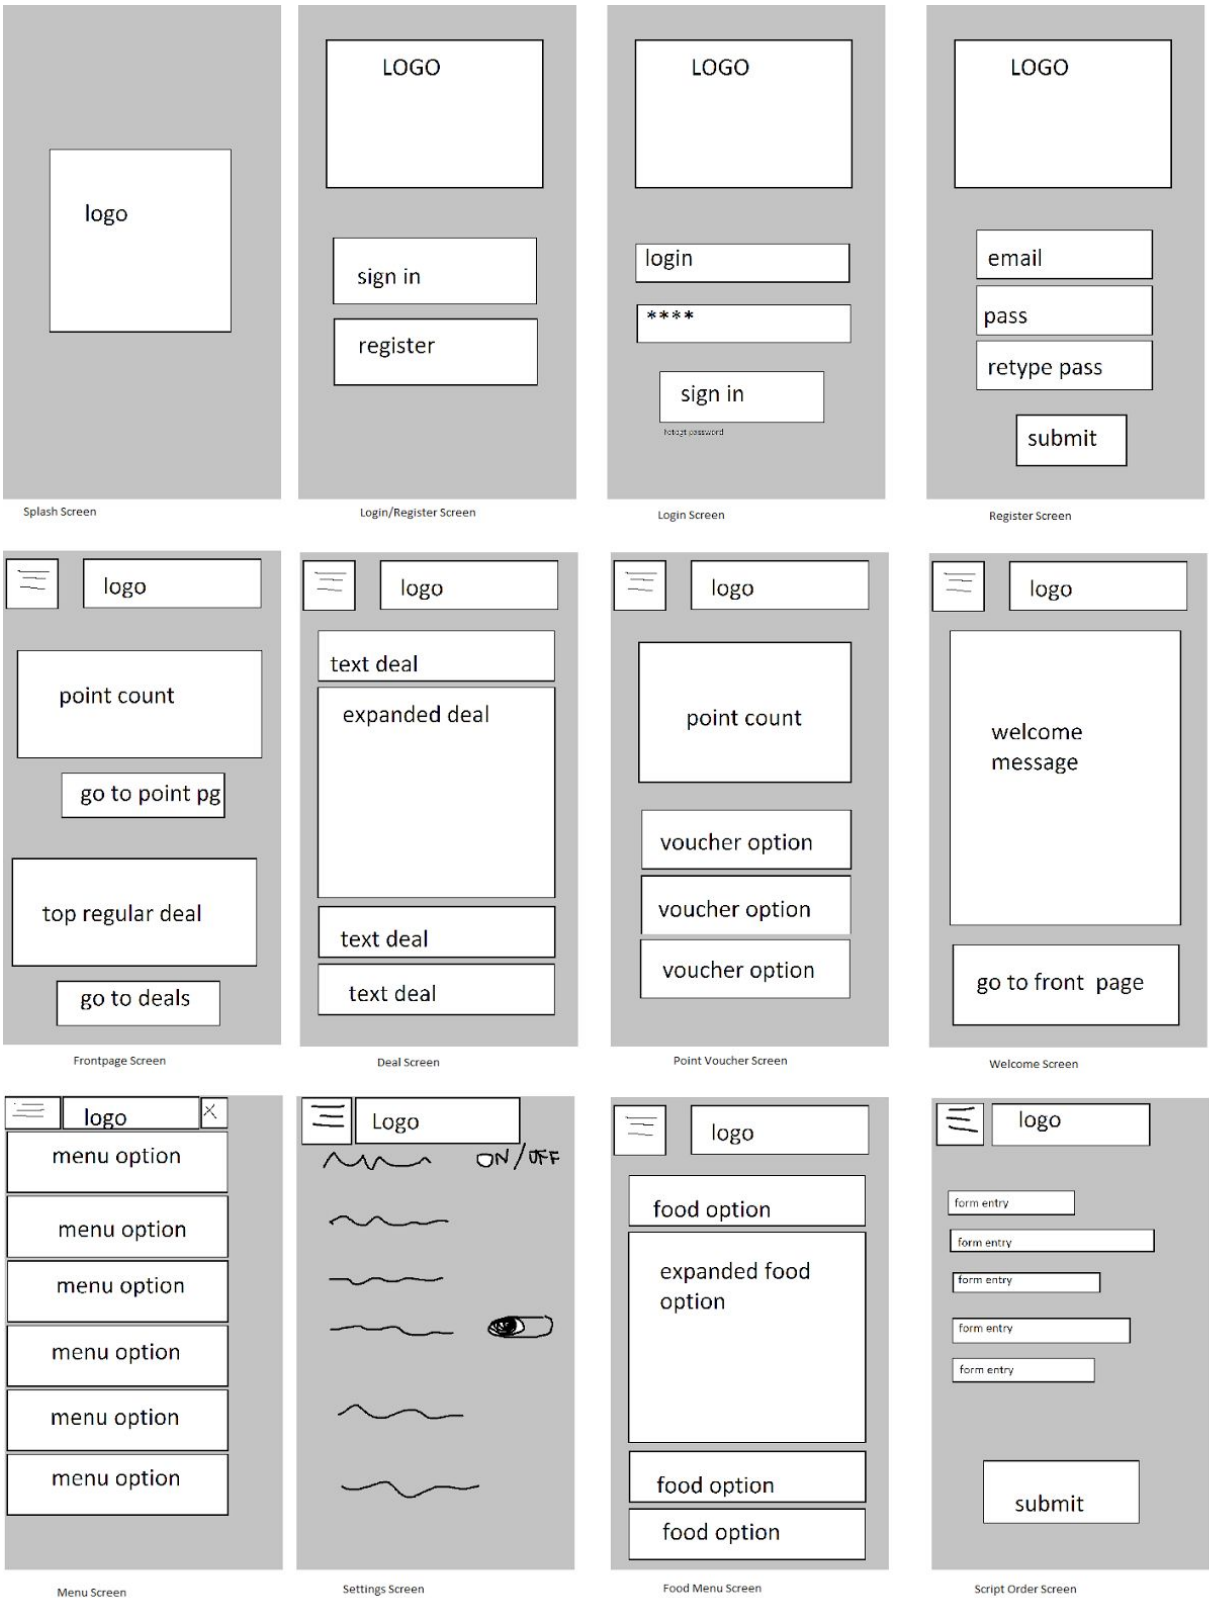 logo
Splash Screen
LOGO
sign in
register
Login/Register Screen
LOGO
login
****
sign in
password
Login Screen
LOGO
email
pass
retype pass
submit
Register Screen
logo
point count
go to point pg
top regular deal
go to deals
Frontpage Screen
logo
text deal
expanded deal
text deal
text deal
Deal Screen
logo
point count
voucher option
voucher option
voucher option
Point Voucher Screen
logo
welcome
message
go to front page
Welcome Screen
logo
X
menu option
menu option
menu option
menu option
menu option
menu option
Menu Screen
Logo
ON/OFF
Settings Screen
logo
food option
expanded food
option
food option
food option
Food Menu Screen
logo
form entry
form entry
form entry
form entry
form entry
submit
Script Order Screen